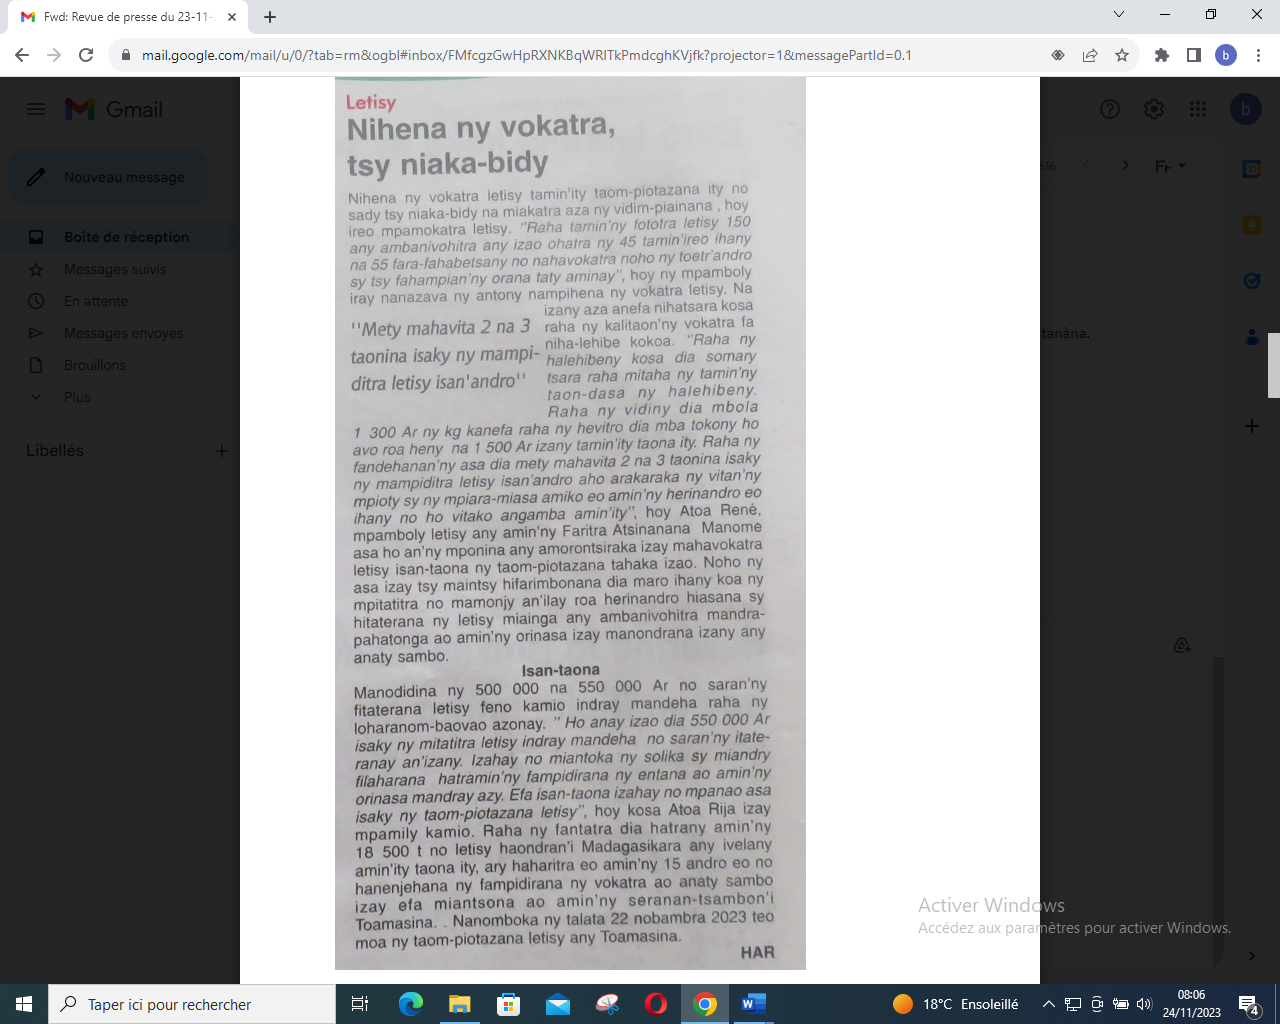 Fwd: Revue de presse du 23-11-
mail.google.com/mail/u/0/?tab=rm&ogbl#inbox/FMfcgzGwHpRXNKBqWRlTkPmdcghKVjfk?projector=1&messagePartId=0.1
b
Gmail
b
Nouveau message
Boîte de réception
Messages suivis
En attente
Messages envoyés
Brouillons
Plus
Libellés
516
Fr
tanàna.
Letisy
Nihena ny vokatra,
tsy niaka-bidy
Nihena ny vokatra letisy tamin'ity taom-piotazana ity no
sady tsy niaka-bidy na miakatra aza ny vidim-piainana , hoy
ireo mpamokatra letisy. "Raha tamin'ny fototra letisy 150
any ambanivohitra any izao ohatra ny 45 tamin'ireo ihany
na 55 fara-fahabetsany no nahavokatra noho ny toetr'andro
sy tsy fahampian'ny orana taty aminay", hoy ny mpamboly
iray nanazava ny antony nampihena ny vokatra letisy. Na
izany aza anefa nihatsara kosa
raha ny kalitaon'ny vokatra fa
niha-lehibe kokoa. "Raha ny
halehibeny kosa dia somary
tsara raha mitaha ny tamin'ny
taon-dasa ny halehibeny.
Raha ny vidiny dia mbola
''Mety mahavita 2 na 3
taonina isaky ny mampi-
ditra letisy isan'andro''
1 300 Ar ny kg kanefa raha ny hevitro dia mba tokony ho
avo roa heny na 1 500 Ar izany tamin'ity taona ity. Raha ny
fandehanan'ny asa dia mety mahavita 2 na 3 taonina isaky
ny mampiditra letisy isan'andro aho arakaraka ny vitan'ny
mpioty sy ny mpiara-miasa amiko eo amin'ny herinandro eo
ihany no ho vitako angamba amin'ity", hoy Atoa René,
mpamboly letisy any amin'ny Faritra Atsinanana Manome
asa ho an'ny mponina any amorontsiraka izay mahavokatra
letisy isan-taona ny taom-piotazana tahaka izao. Noho ny
asa izay tsy maintsy hifarimbonana dia maro ihany koa ny
mpitatitra no mamonjy an'ilay roa herinandro hiasana sy
hitaterana ny letisy miainga any ambanivohitra mandra-
pahatonga ao amin'ny orinasa izay manondrana izany any
anaty sambo.
Isan-taona
Manodidina ny 500 000 na 550 000 Ar no saran'ny
fitaterana letisy feno kamio indray mandeha raha ny
loharanom-baovao azonay. " Ho anay izao dia 550 000 Ar
isaky ny mitatitra letisy indray mandeha no saran'ny itate-
ranay an'izany. Izahay no miantoka ny solika sy miandry
filaharana hatramin'ny fampidirana ny entana ao amin'ny
orinasa mandray azy. Efa isan-taona izahay no mpanao asa
isaky ny taom-piotazana letisy", hoy kosa Atoa Rija izay
mpamily kamio. Raha ny fantatra dia hatrany amin'ny
18 500 t no letisy haondran'i Madagasikara any ivelany
amin'ity taona ity, ary haharitra eo amin'ny 15 andro eo no
hanenjehana ny fampidirana ny vokatra ao anaty sambo
izay efa miantsona ao amin'ny seranan-tsambon'i
Toamasina. . Nanomboka ny talata 22 nobambra 2023 teo
moa ny taom-piotazana letisy any Toamasina.
HAR
Activer Windows
Accédez aux paramètres pour activer Windows.
Taper ici pour rechercher
18°C Ensoleillé
08:06
24/11/2023
4